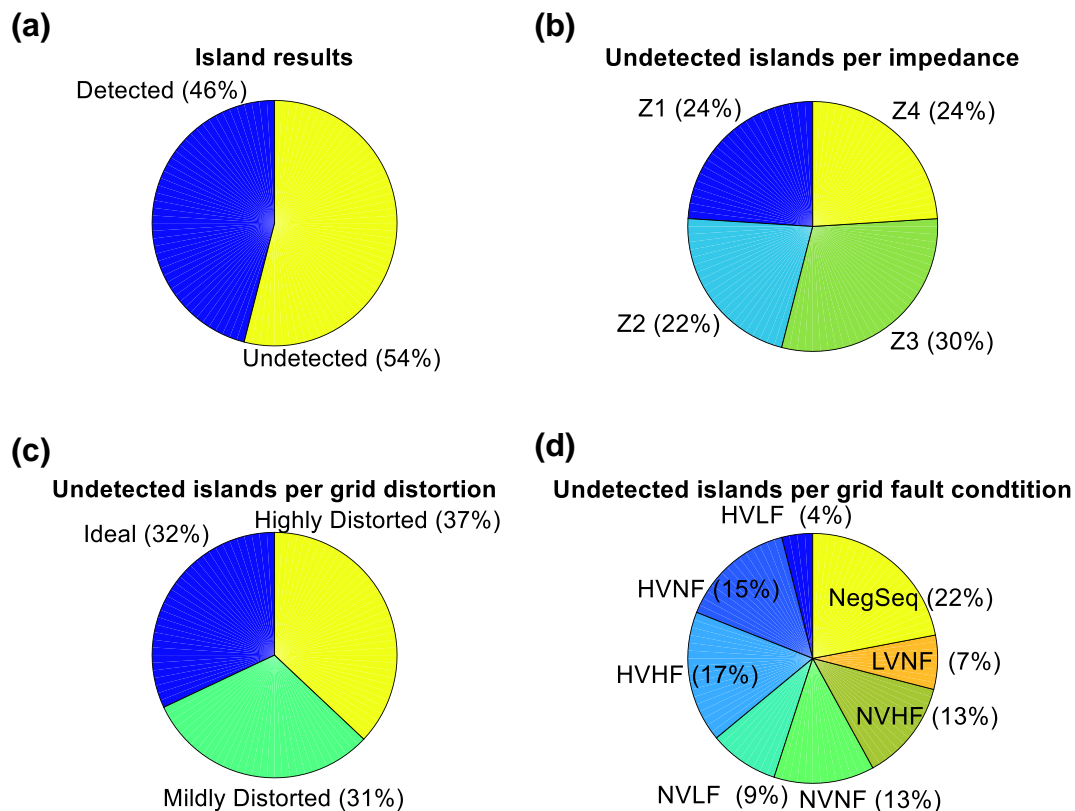 (a)
Island results
Detected (46%)
Undetected (54%)
(b)
Undetected islands per impedance
Z1 (24%)
Z4 (24%)
Z2 (22%)
Z3 (30%)
(c)
Undetected islands per grid distortion
Ideal (32%)
Highly Distorted (37%)
Mildly Distorted (31%)
(d)
Undetected islands per grid fault condtition
HVLF (4%)
HVNF (15%)
NegSeq (22%)
HVHF (17%)
LVNF (7%)
NVHF (13%)
NVLF (9%)
NVNF (13%)